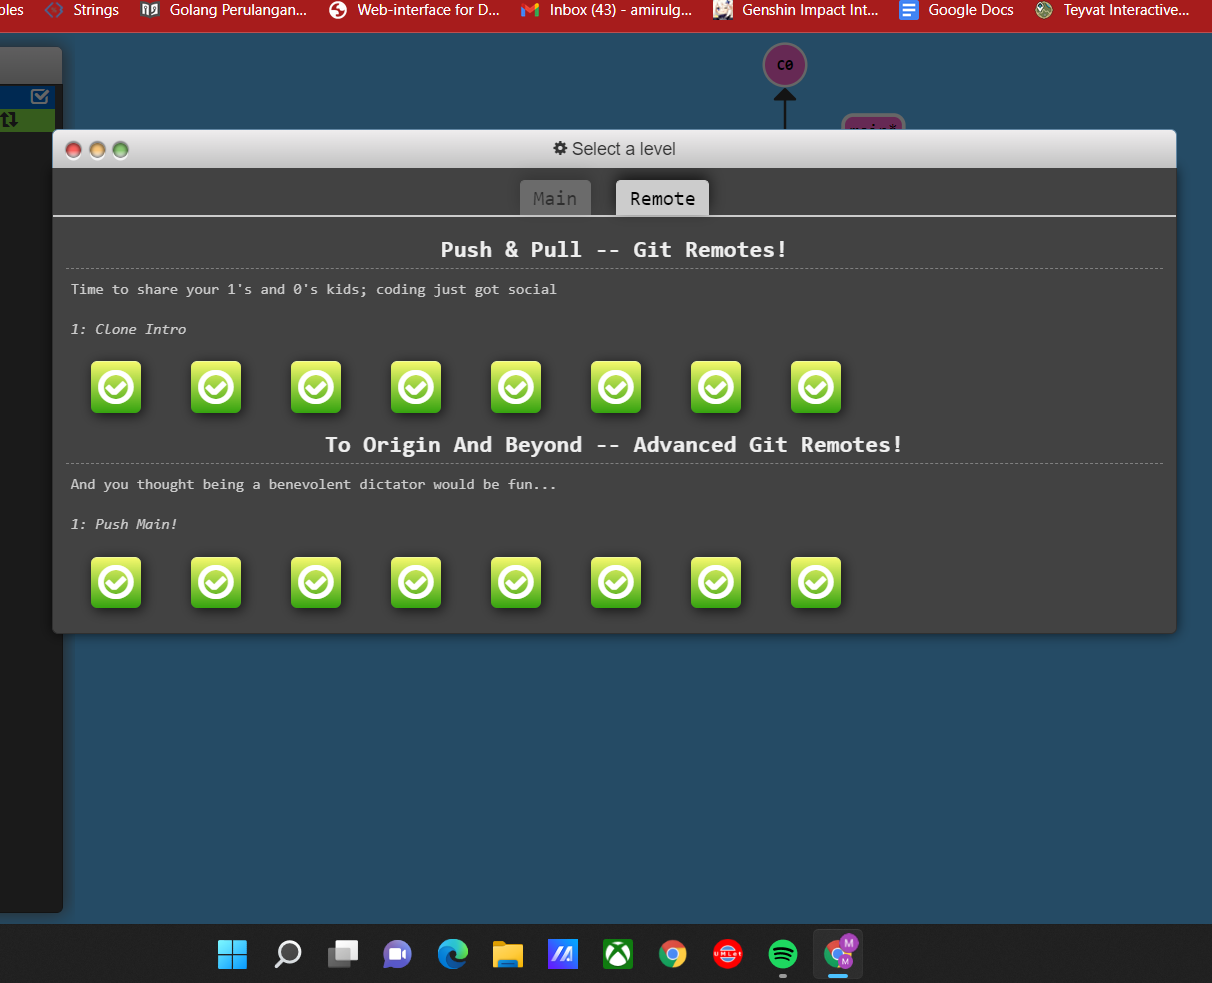 oles Strings Golang Perulangan... Web-interface for D... Inbox (43) - amirulg... Genshin Impact Int... Google Docs Teyvat Interactive...
C0
main*
Select a level
Main Remote
Push & Pull -- Git Remotes!
Time to share your 1's and 0's kids; coding just got social
1: Clone Intro
To Origin And Beyond -- Advanced Git Remotes!
And you thought being a benevolent dictator would be fun...
1: Push Main!
UMLet
M
M